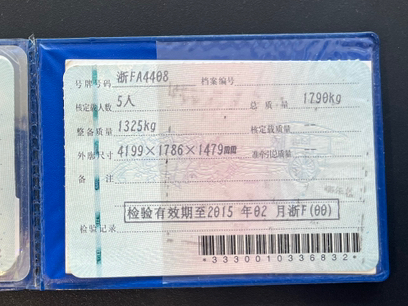 号牌号码 浙FA4408 档案编号
核定载人数 5人 总质量 1790kg
整备质量 1325kg 核定载质量
外廓尺寸 4199×1786×1479mm 准牵引总质量
备注
检验有效期至2015年02月浙F(00)
检验记录
*3330010336832*